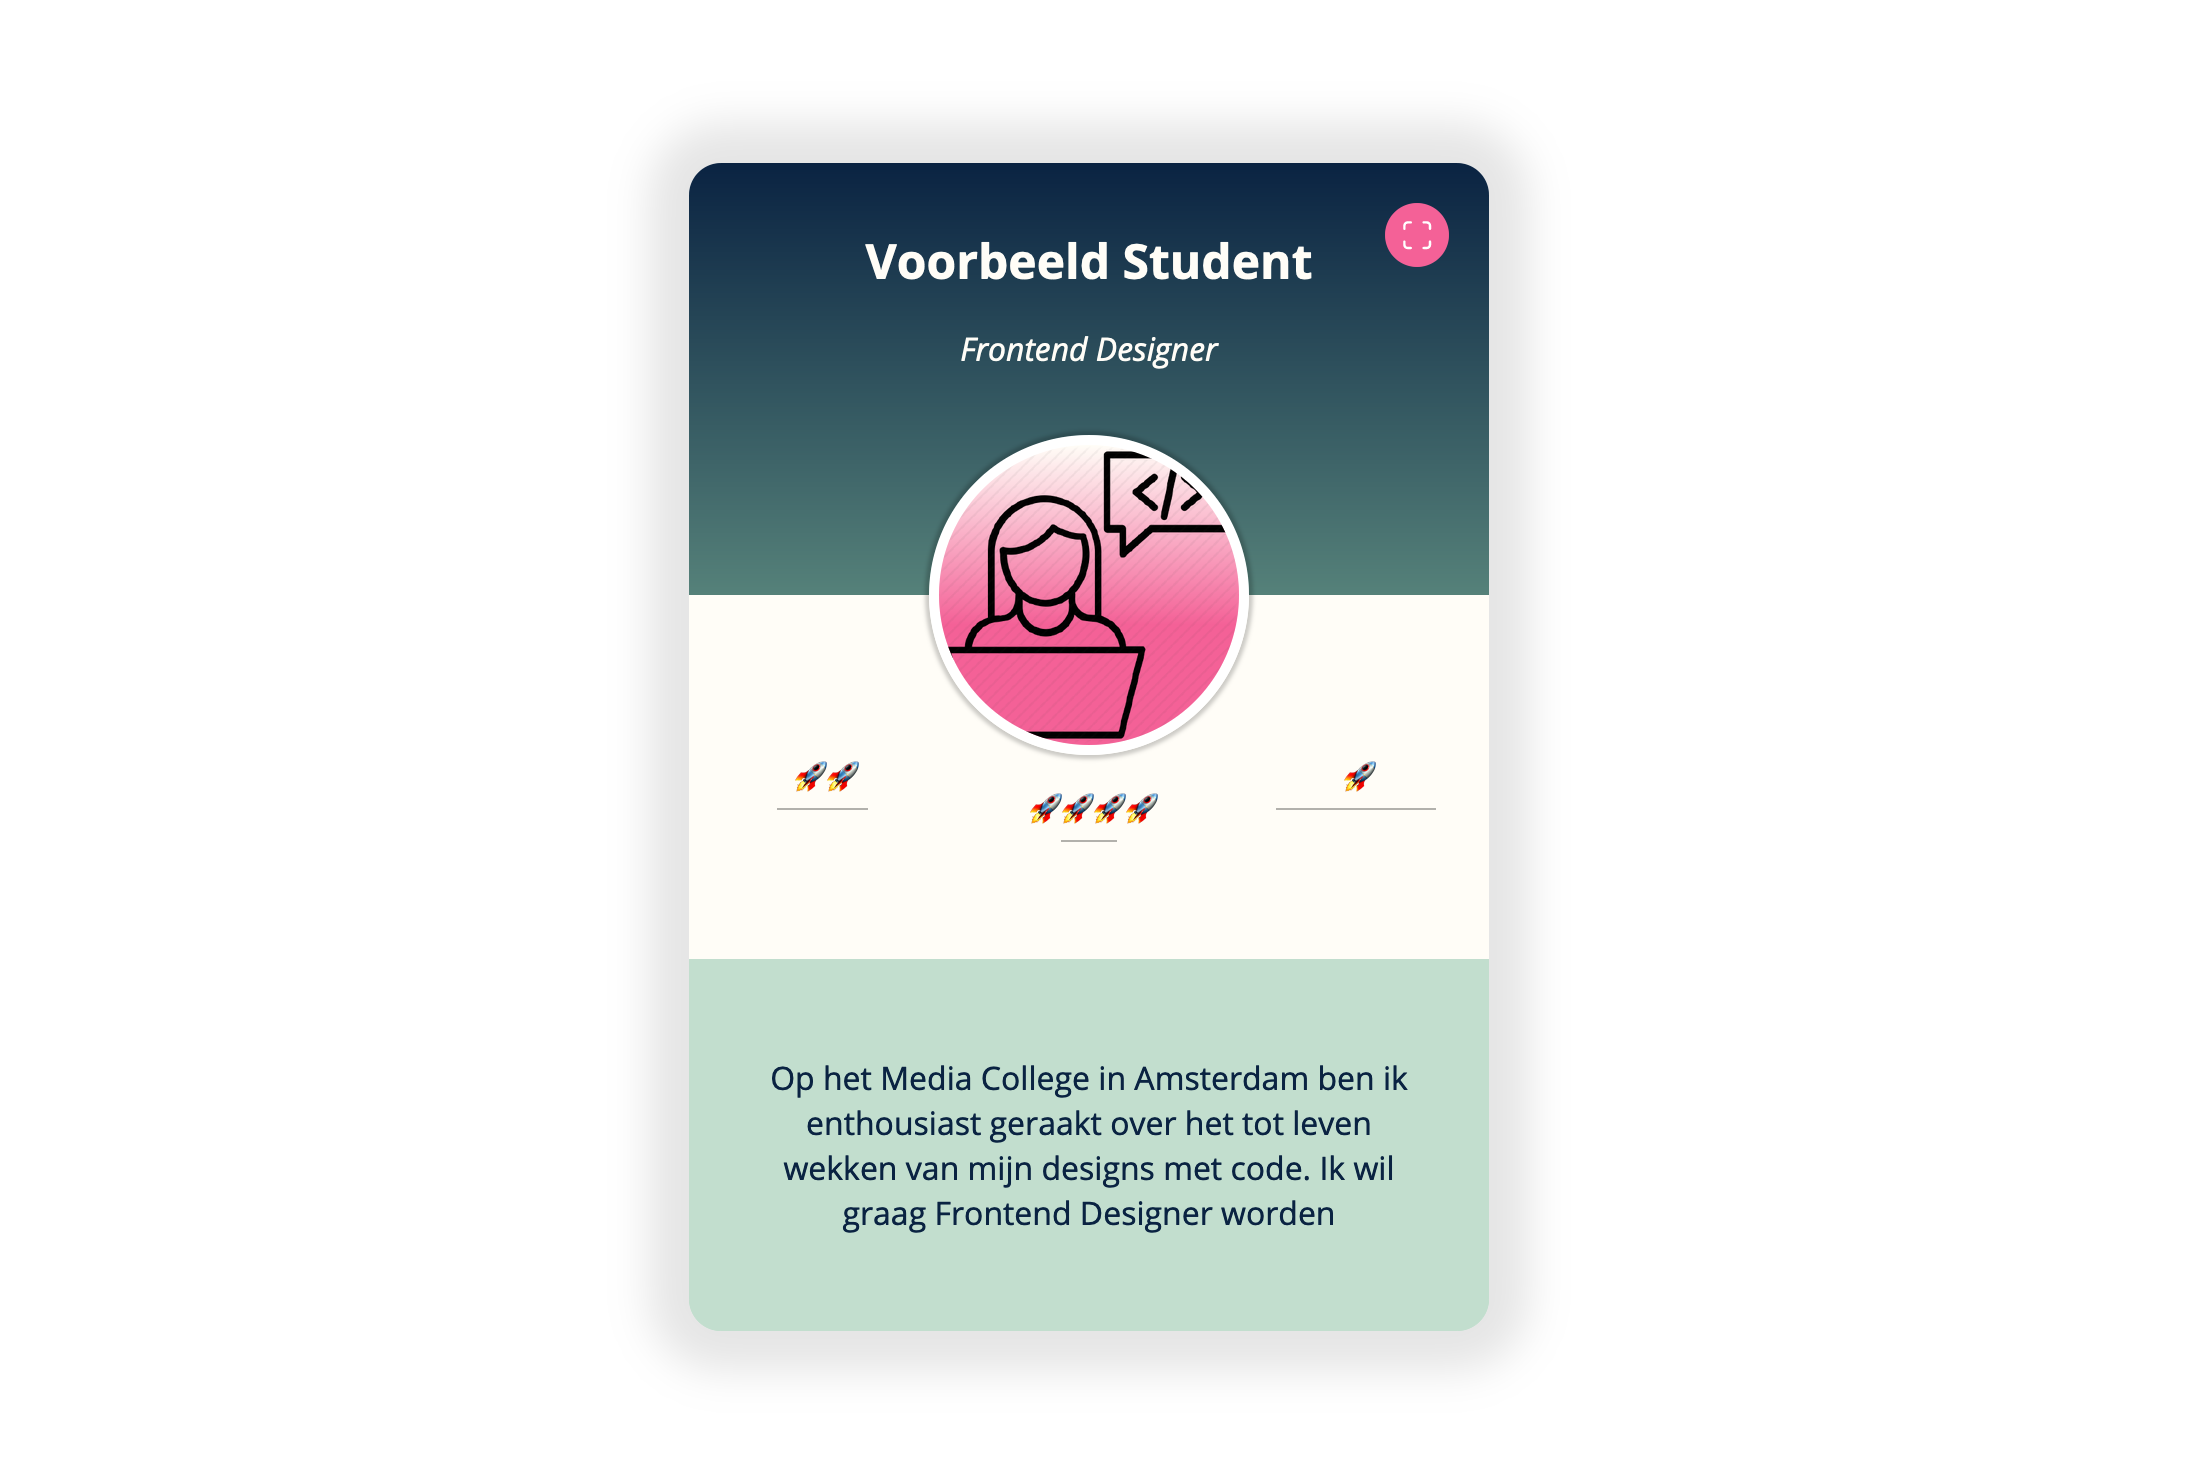 Voorbeeld Student
Frontend Designer
</>
🚀🚀
🚀🚀🚀🚀
🚀
Op het Media College in Amsterdam ben ik
enthousiast geraakt over het tot leven
wekken van mijn designs met code. Ik wil
graag Frontend Designer worden